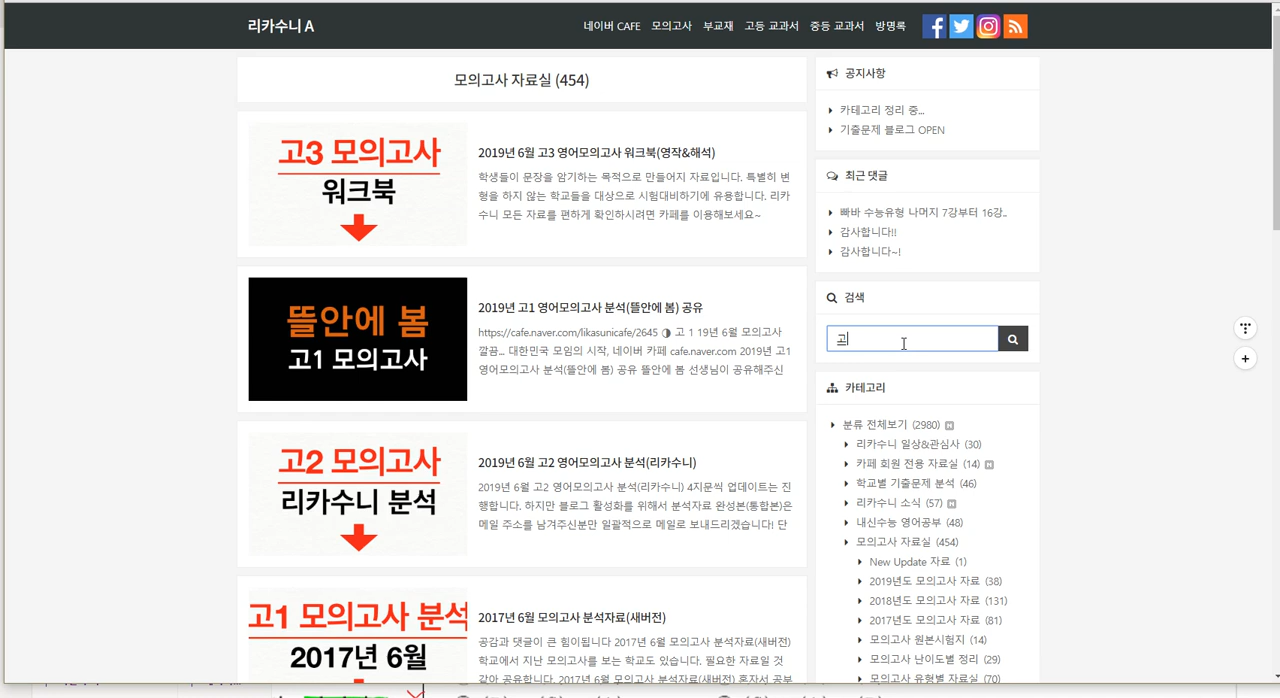 리카수니 A
네이버 CAFE 모의고사 부교재 고등 교과서 중등 교과서 방명록
모의고사 자료실 (454)
고3 모의고사
워크북
2019년 6월 고3 영어모의고사 워크북(영작&해석)
학생들이 문장을 암기하는 목적으로 만들어지 자료입니다. 특별히 변
형을 하지 않는 학교들을 대상으로 시험대비하기에 유용합니다. 리카
수니 모든 자료를 편하게 확인하시려면 카페를 이용해보세요~
뜰안에 봄
고1 모의고사
2019년 고1 영어모의고사 분석(뜰안에 봄) 공유
https://cafe.naver.com/likasunicafe/2645 ◑ 고 1 19년 6월 모의고사
깔끔... 대한민국 모임의 시작, 네이버 카페 cafe.naver.com 2019년 고1
영어모의고사 분석(뜰안에 봄) 공유 뜰안에 봄 선생님이 공유해주신
고2 모의고사
리카수니 분석
2019년 6월 고2 영어모의고사 분석(리카수니)
2019년 6월 고2 영어모의고사 분석(리카수니) 4지문씩 업데이트는 진
행합니다. 하지만 블로그 활성화를 위해서 분석자료 완성본(통합본)은
메일 주소를 남겨주신분만 일괄적으로 메일로 보내드리겠습니다! 단
고1 모의고사 분석
2017년 6월
2017년 6월 모의고사 분석자료(새버전)
공감과 댓글이 큰 힘이됩니다 2017년 6월 모의고사 분석자료(새버전)
학교에서 지난 모의고사를 보는 학교도 있습니다. 필요한 자료일 것
같아 공유합니다. 2017년 6월 모의고사 분석자료(새버전) 혼자서 공부
공지사항
카테고리 정리 중...
기출문제 블로그 OPEN
최근 댓글
빠바 수능유형 나머지 7강부터 16강..
감사합니다!!
감사합니다~!
검색
고
카테고리
분류 전체보기 (2980) N
리카수니 일상&관심사 (30)
카페 회원 전용 자료실 (14) N
학교별 기출문제 분석 (46)
리카수니 소식 (57) N
내신수능 영어공부 (48)
모의고사 자료실 (454)
New Update 자료 (1)
2019년도 모의고사 자료 (38)
2018년도 모의고사 자료 (131)
2017년도 모의고사 자료 (81)
모의고사 원본시험지 (14)
모의고사 난이도별 정리 (29)
모의고사 유형별 자료실 (70)